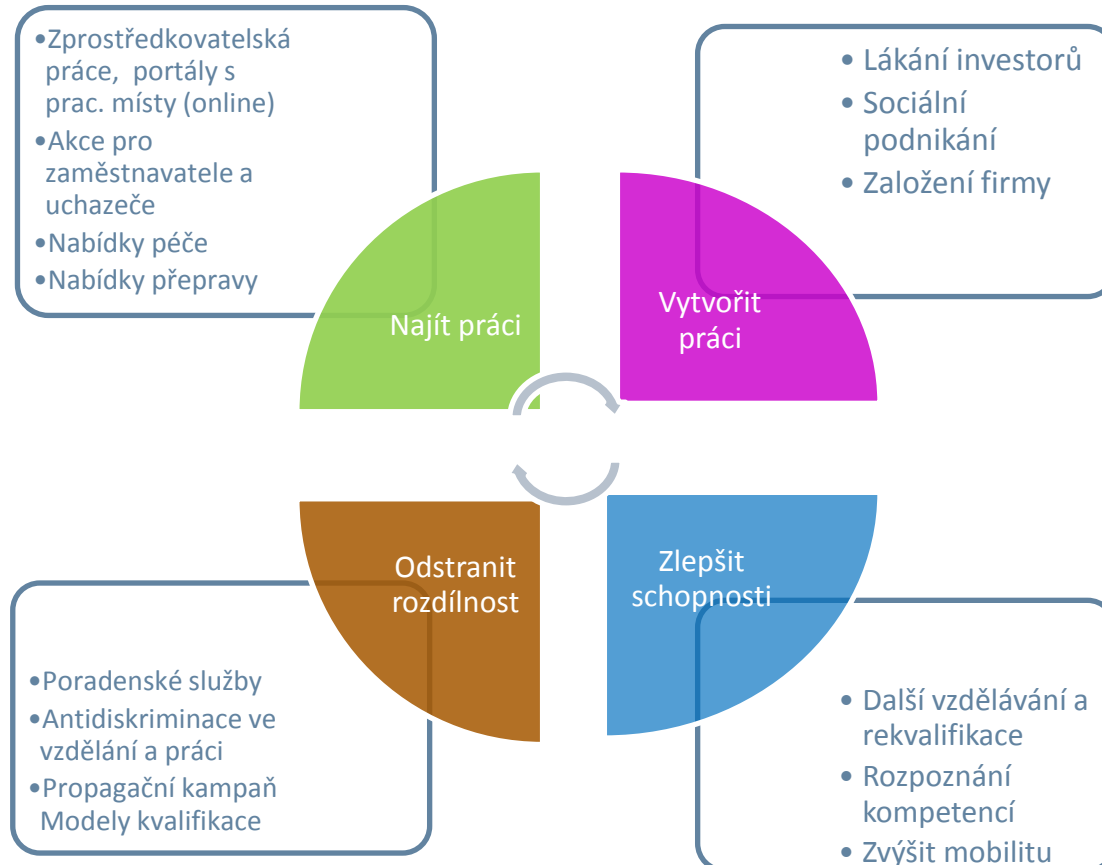 •Zprostředkovatelská
práce, portály s
prac. místy (online)
•Akce pro
zaměstnavatele a
uchazeče
•Nabídky péče
•Nabídky přepravy
• Lákání investorů
• Sociální
podnikání
• Založení firmy
Najít práci
Vytvořit
práci
Odstranit
rozdílnost
Zlepšit
schopnosti
•Poradenské služby
•Antidiskriminace ve
vzdělání a práci
•Propagační kampaň
Modely kvalifikace
• Další vzdělávání a
rekvalifikace
• Rozpoznání
kompetencí
• Zvýšit mobilitu